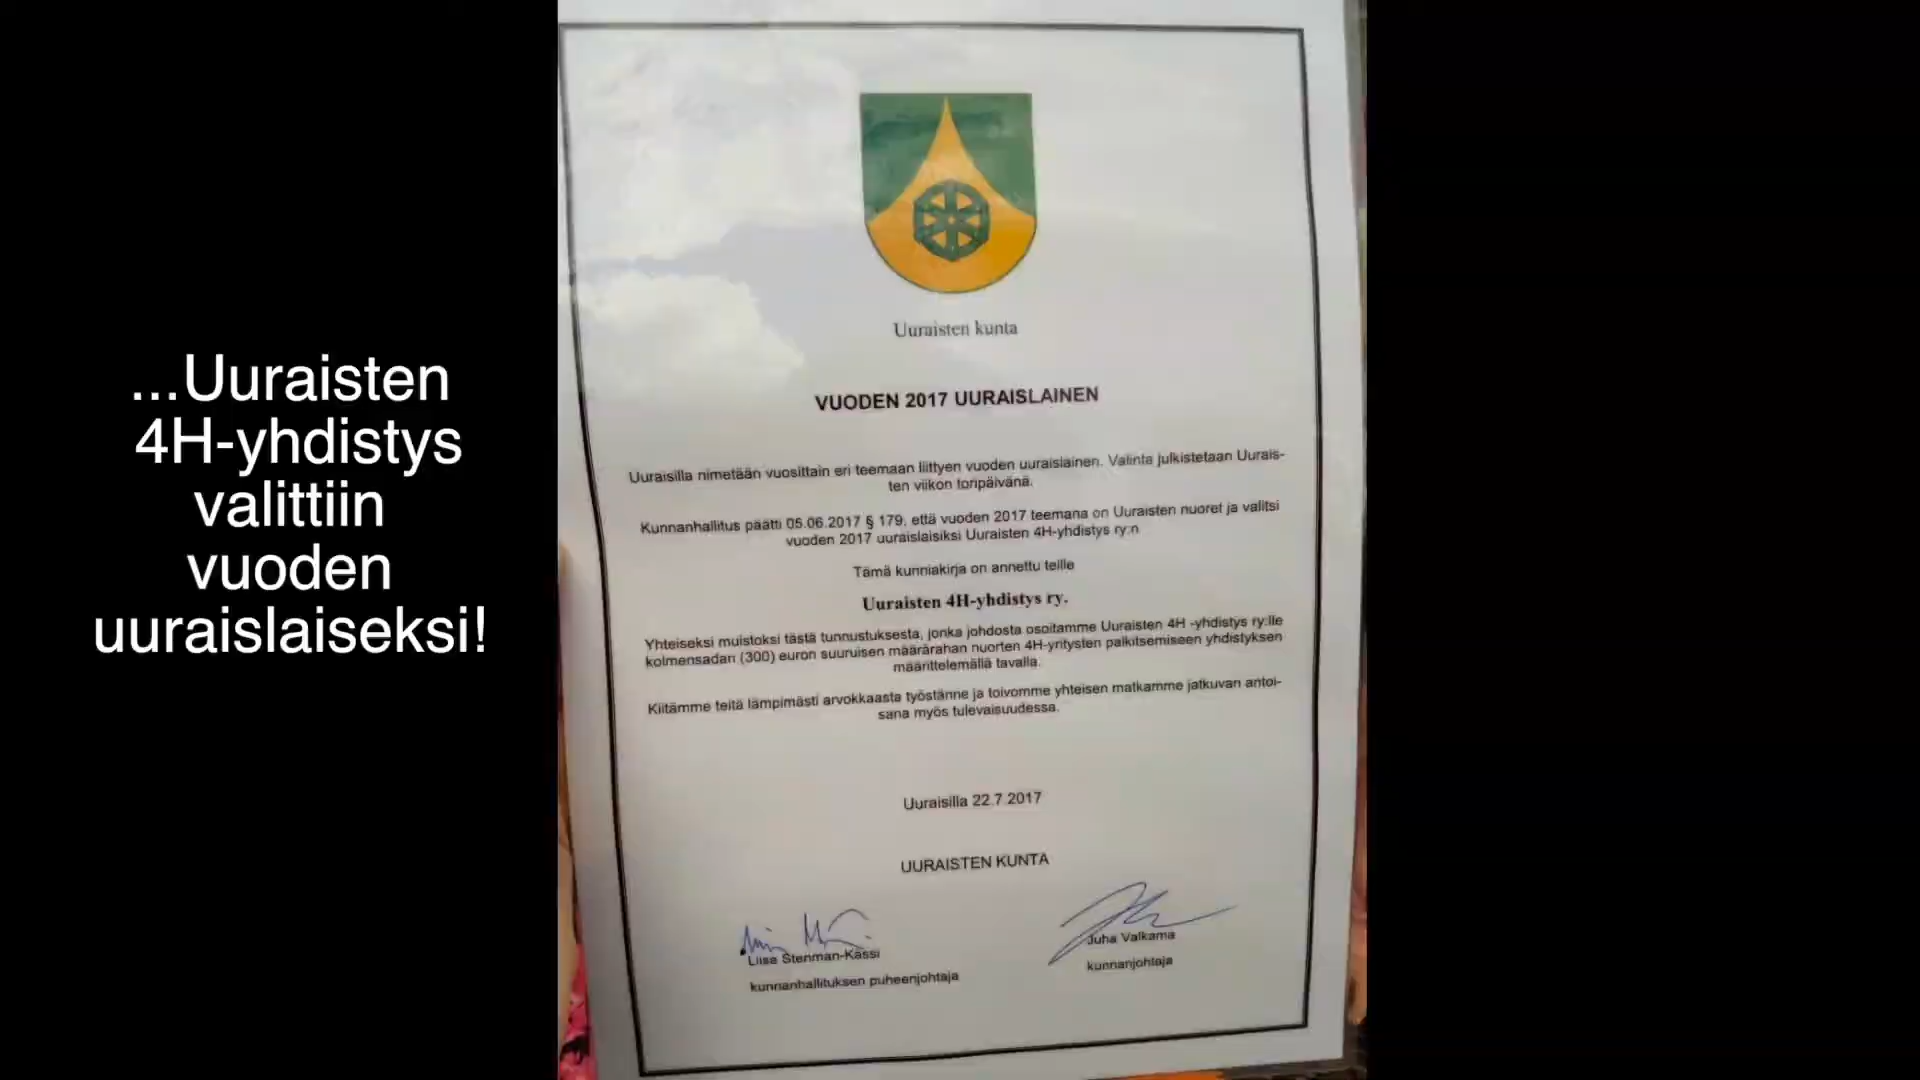 ...Uuraisten
4H-yhdistys
valittiin
vuoden
uuraislaiseksi!
Uuraisten kunta
VUODEN 2017 UURAISLAINEN
Uuraisilla nimetään vuosittain eri teemaan liittyen vuoden uuraislainen. Valinta julkistetaan Uurais-
ten viikon toripäivänä.
Kunnanhallitus päätti 05.06.2017 § 179, että vuoden 2017 teemana on Uuraisten nuoret ja valitsi
vuoden 2017 uuraislaisiksi Uuraisten 4H-yhdistys ry:n
Tämä kunniakirja on annettu teille
Uuraisten 4H-yhdistys ry.
Yhteiseksi muistoksi tästä tunnustuksesta, jonka johdosta osoitamme Uuraisten 4H -yhdistys ry:lle
kolmensadan (300) euron suuruisen määrärahan nuorten 4H-yritysten palkitsemiseen yhdistyksen
määrittelemällä tavalla.
Kiitämme teitä lämpimästi arvokkaasta työstänne ja toivomme yhteisen matkamme jatkuvan antoi-
sana myös tulevaisuudessa.
Uuraisilla 22.7.2017
UURAISTEN KUNTA
Liisa Stenman-Kässi
kunnanhallituksen puheenjohtaja
Juha Valkama
kunnanjohtaja